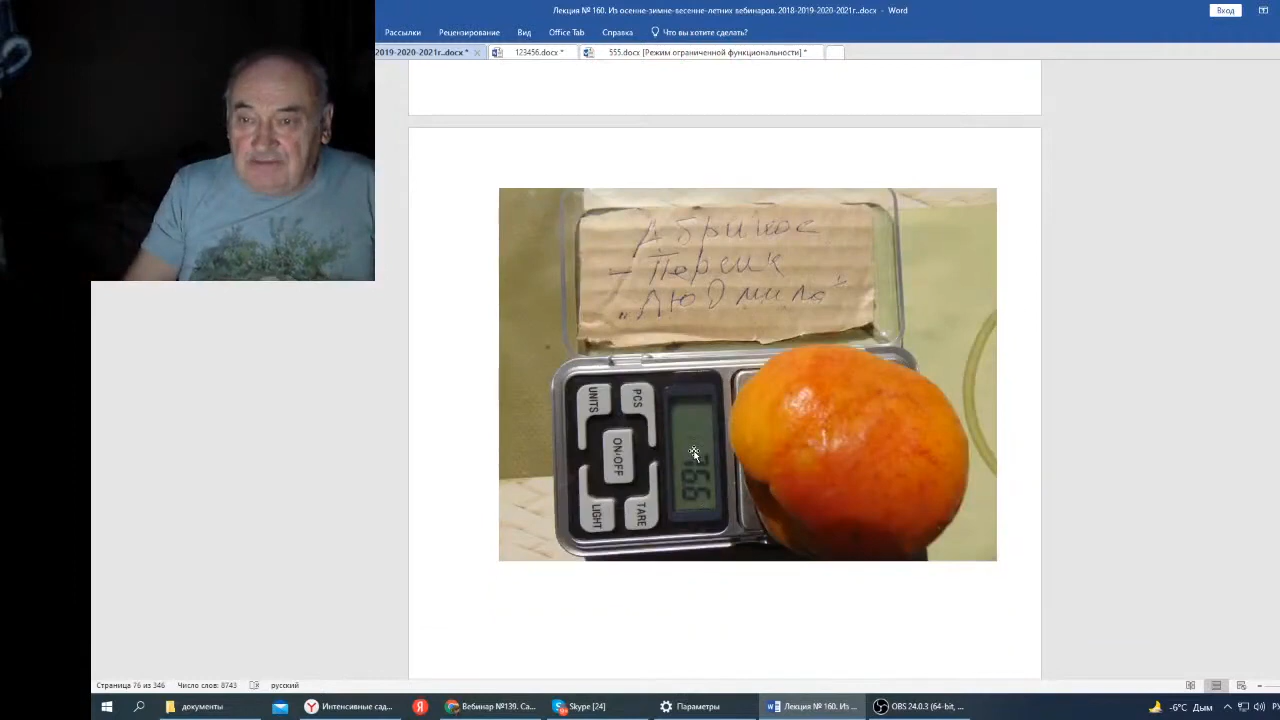 Лекция № 160. Из осенне-зимне-весенне-летних вебинаров. 2018-2019-2020-2021г...docx - Word
Вход
Рассылки Рецензирование Вид Office Tab Справка Что вы хотите сделать?
2019-2020-2021г...docx * 123456.docx * 555.docx [Режим ограниченной функциональности] *
Абрикос
- Персик
„Людмила"
UNITS
PCS
ON/OFF
LIGHT
TARE
Страница 76 из 346 Число слов: 8743 русский
документы Интенсивные сад... Вебинар №139. Са... Skype [24] Параметры Лекция № 160. Из ... OBS 24.0.3 (64-bit, ... -5°C Дымка